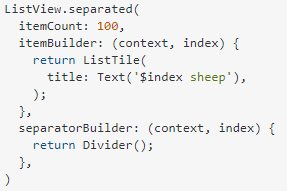 ListView.separated(
  itemCount: 100,
  itemBuilder: (context, index) {
    return ListTile(
      title: Text('$index sheep'),
    );
  },
  separatorBuilder: (context, index) {
    return Divider();
  },
)